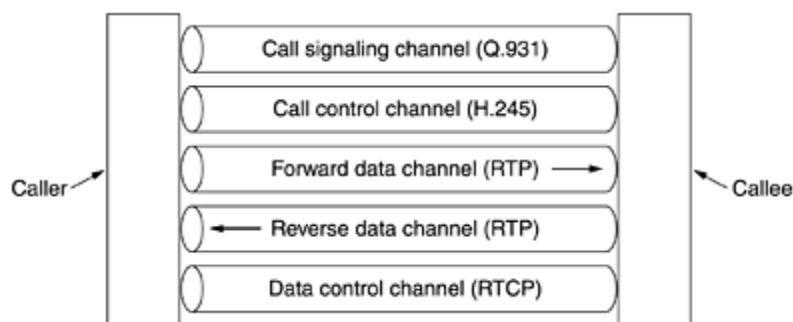 Call signaling channel (Q.931)
Call control channel (H.245)
Forward data channel (RTP)
Caller
Callee
Reverse data channel (RTP)
Data control channel (RTCP)